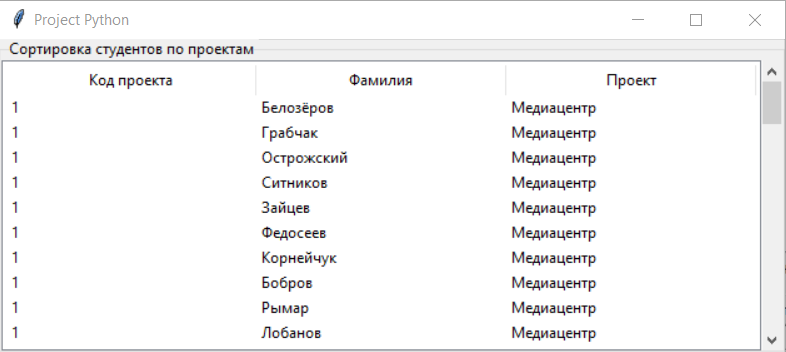 Project Python
Сортировка студентов по проектам
Код проекта Фамилия Проект
1 Белозёров Медиацентр
1 Грабчак Медиацентр
1 Острожский Медиацентр
1 Ситников Медиацентр
1 Зайцев Медиацентр
1 Федосеев Медиацентр
1 Корнейчук Медиацентр
1 Бобров Медиацентр
1 Рымар Медиацентр
1 Лобанов Медиацентр